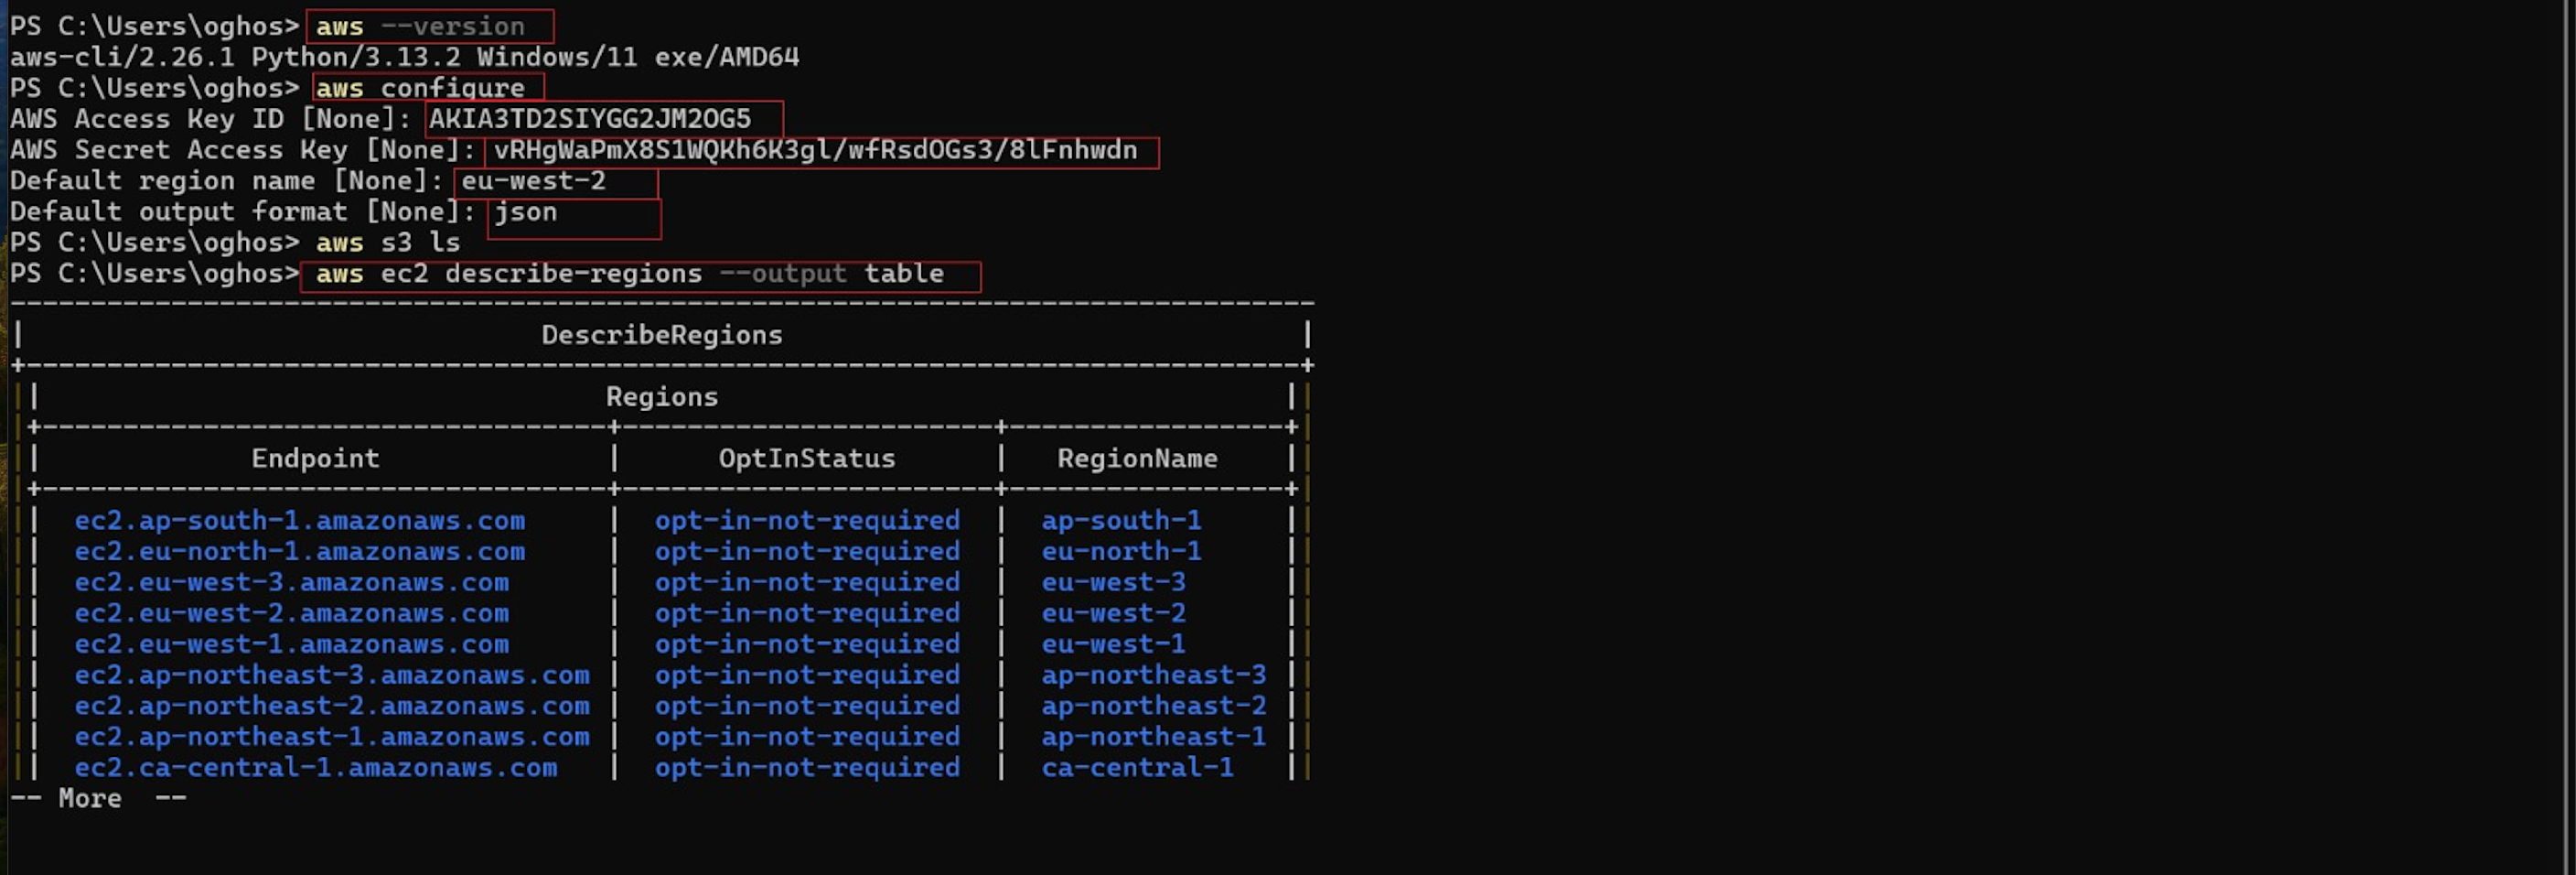 PS C:\Users\oghos> aws --version
aws-cli/2.26.1 Python/3.13.2 Windows/11 exe/AMD64
PS C:\Users\oghos> aws configure
AWS Access Key ID [None]: AKIA3TD2SIYGG2JM2OG5
AWS Secret Access Key [None]: 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
Default region name [None]: eu-west-2
Default output format [None]: json
PS C:\Users\oghos> aws s3 ls
PS C:\Users\oghos> aws ec2 describe-regions --output table
DescribeRegions
Regions
Endpoint | OptInStatus | RegionName
ec2.ap-south-1.amazonaws.com | opt-in-not-required | ap-south-1
ec2.eu-north-1.amazonaws.com | opt-in-not-required | eu-north-1
ec2.eu-west-3.amazonaws.com | opt-in-not-required | eu-west-3
ec2.eu-west-2.amazonaws.com | opt-in-not-required | eu-west-2
ec2.eu-west-1.amazonaws.com | opt-in-not-required | eu-west-1
ec2.ap-northeast-3.amazonaws.com | opt-in-not-required | ap-northeast-3
ec2.ap-northeast-2.amazonaws.com | opt-in-not-required | ap-northeast-2
ec2.ap-northeast-1.amazonaws.com | opt-in-not-required | ap-northeast-1
ec2.ca-central-1.amazonaws.com | opt-in-not-required | ca-central-1
-- More --